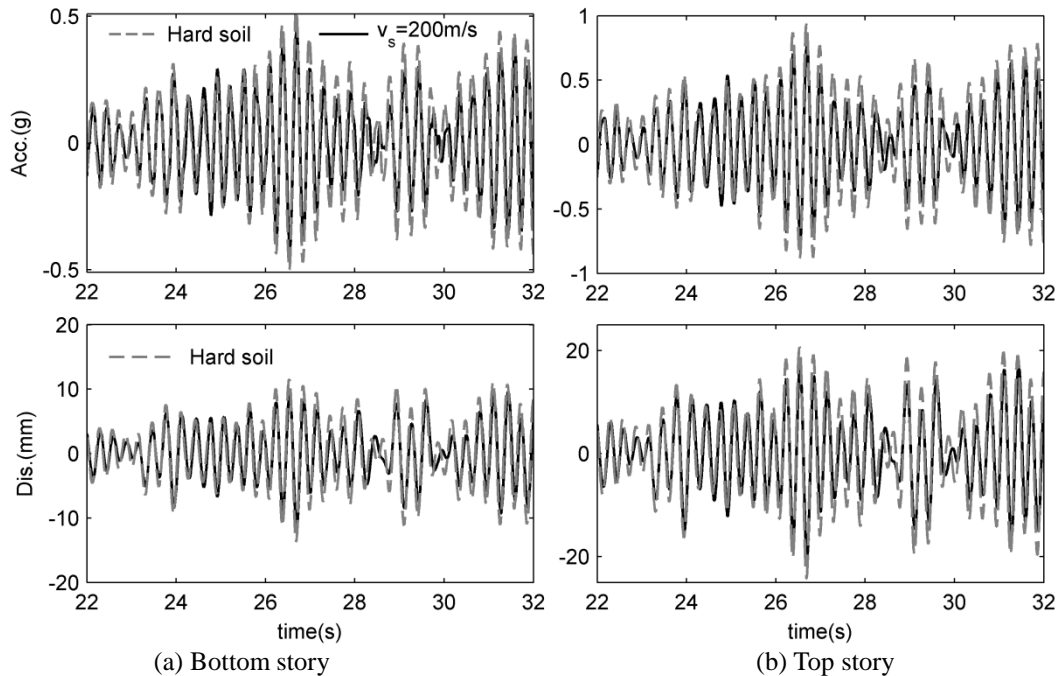 Hard soil
v_s=200m/s
Acc.(g)
0.5
0
-0.5
22 24 26 28 30 32
1
0.5
0
-0.5
-1
22 24 26 28 30 32
Hard soil
Dis.(mm)
20
10
0
-10
-20
22 24 26 28 30 32
time(s)
20
0
-20
22 24 26 28 30 32
time(s)
(a) Bottom story
(b) Top story